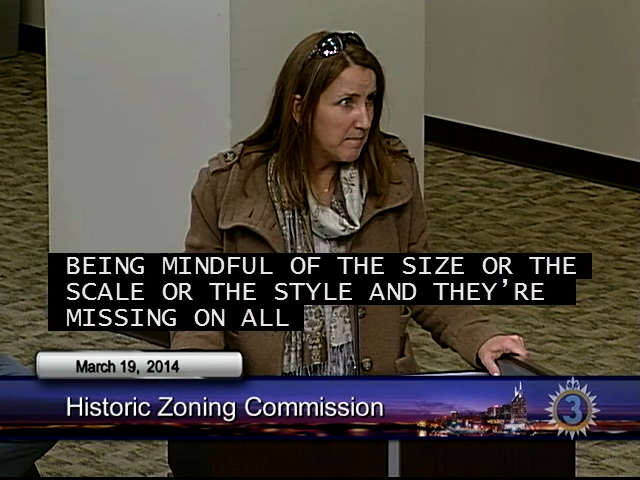 BEING MINDFUL OF THE SIZE OR THE
SCALE OR THE STYLE AND THEY'RE
MISSING ON ALL
March 19, 2014
Historic Zoning Commission
3